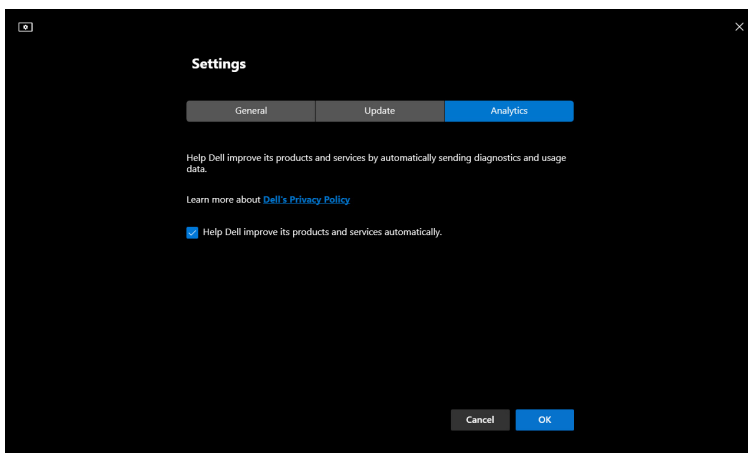 Settings
General
Update
Analytics
Help Dell improve its products and services by automatically sending diagnostics and usage
data.
Learn more about Dell's Privacy Policy
Help Dell improve its products and services automatically.
Cancel
OK